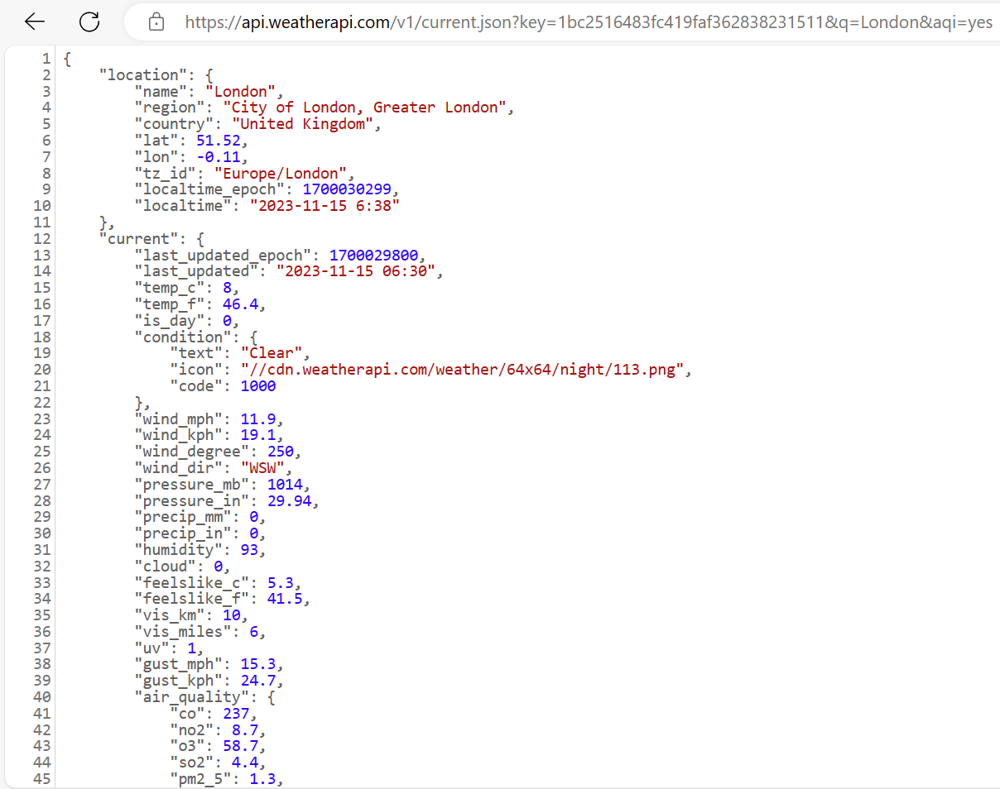 https://api.weatherapi.com/v1/current.json?key=1bc2516483fc419faf362838231511&q=London&aqi=yes
1 {
2     "location": {
3         "name": "London",
4         "region": "City of London, Greater London",
5         "country": "United Kingdom",
6         "lat": 51.52,
7         "lon": -0.11,
8         "tz_id": "Europe/London",
9         "localtime_epoch": 1700030299,
10         "localtime": "2023-11-15 6:38"
11     },
12     "current": {
13         "last_updated_epoch": 1700029800,
14         "last_updated": "2023-11-15 06:30",
15         "temp_c": 8,
16         "temp_f": 46.4,
17         "is_day": 0,
18         "condition": {
19             "text": "Clear",
20             "icon": "//cdn.weatherapi.com/weather/64x64/night/113.png",
21             "code": 1000
22         },
23         "wind_mph": 11.9,
24         "wind_kph": 19.1,
25         "wind_degree": 250,
26         "wind_dir": "WSW",
27         "pressure_mb": 1014,
28         "pressure_in": 29.94,
29         "precip_mm": 0,
30         "precip_in": 0,
31         "humidity": 93,
32         "cloud": 0,
33         "feelslike_c": 5.3,
34         "feelslike_f": 41.5,
35         "vis_km": 10,
36         "vis_miles": 6,
37         "uv": 1,
38         "gust_mph": 15.3,
39         "gust_kph": 24.7,
40         "air_quality": {
41             "co": 237,
42             "no2": 8.7,
43             "o3": 58.7,
44             "so2": 4.4,
45             "pm2_5": 1.3,